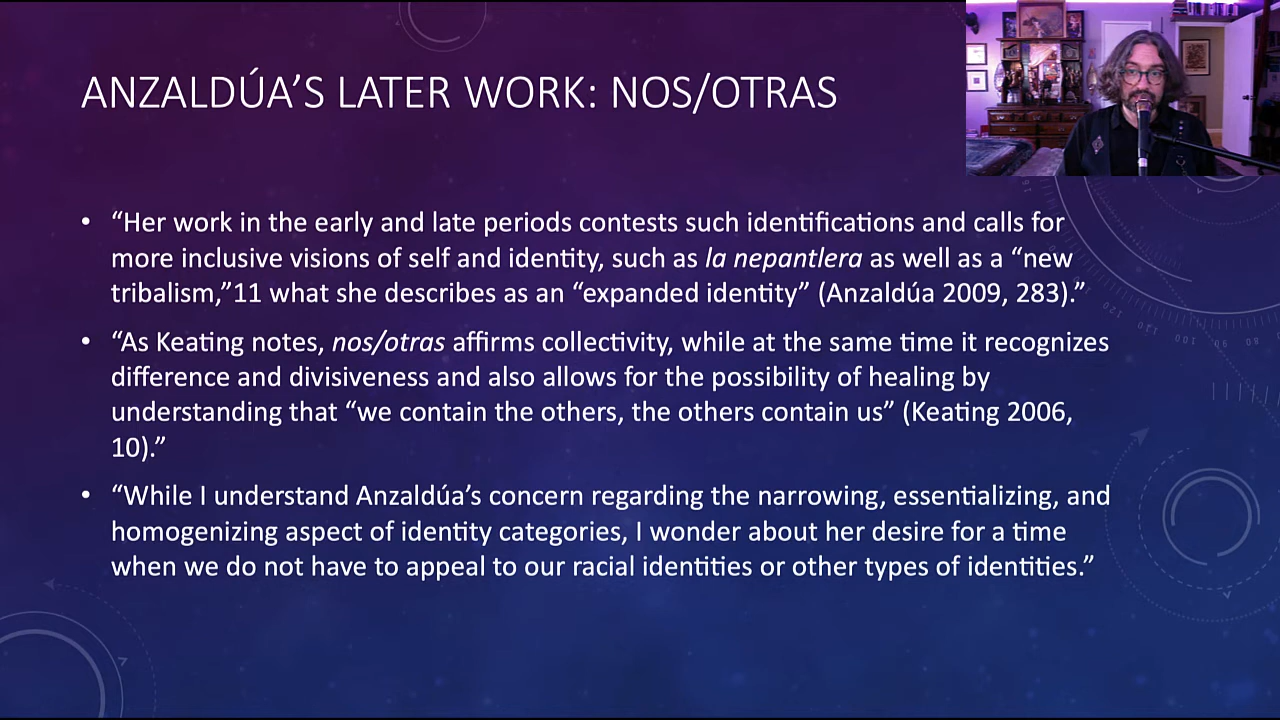 ANZALDÚA’S LATER WORK: NOS/OTRAS
• “Her work in the early and late periods contests such identifications and calls for
more inclusive visions of self and identity, such as la nepantlera as well as a “new
tribalism,”11 what she describes as an “expanded identity” (Anzaldúa 2009, 283).”
• “As Keating notes, nos/otras affirms collectivity, while at the same time it recognizes
difference and divisiveness and also allows for the possibility of healing by
understanding that “we contain the others, the others contain us” (Keating 2006,
10).”
• “While I understand Anzaldúa’s concern regarding the narrowing, essentializing, and
homogenizing aspect of identity categories, I wonder about her desire for a time
when we do not have to appeal to our racial identities or other types of identities.”
120 110 100 90 80